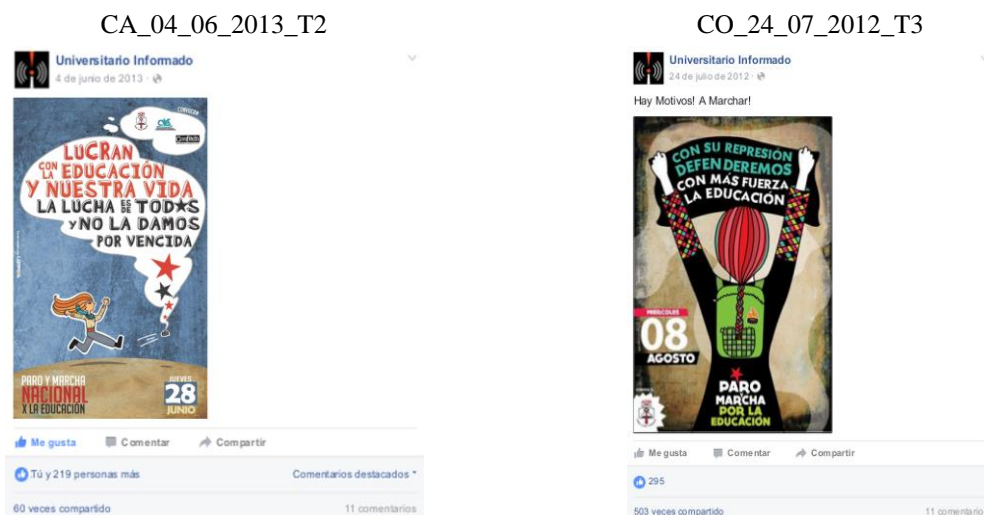 CA_04_06_2013_T2
Universitario Informado
4 de junio de 2013
CONVOCAN
LUCRAN
CON LA EDUCACIÓN
Y NUESTRA VIDA
LA LUCHA ES DE TOD★S
Y NO LA DAMOS
POR VENCIDA
PARO Y MARCHA
NACIONAL
X LA EDUCACIÓN
JUEVES
28
JUNIO
Me gusta Comentar Compartir
Tú y 219 personas más Comentarios destacados
60 veces compartido 11 comentarios
CO_24_07_2012_T3
Universitario Informado
24 de julio de 2012
Hay Motivos! A Marchar!
CON SU REPRESIÓN
DEFENDEREMOS
CON MÁS FUERZA
LA EDUCACIÓN
MIÉRCOLES
08
AGOSTO
PARO
Y
MARCHA
POR LA
EDUCACIÓN
Me gusta Comentar Compartir
295
503 veces compartido 11 comentario